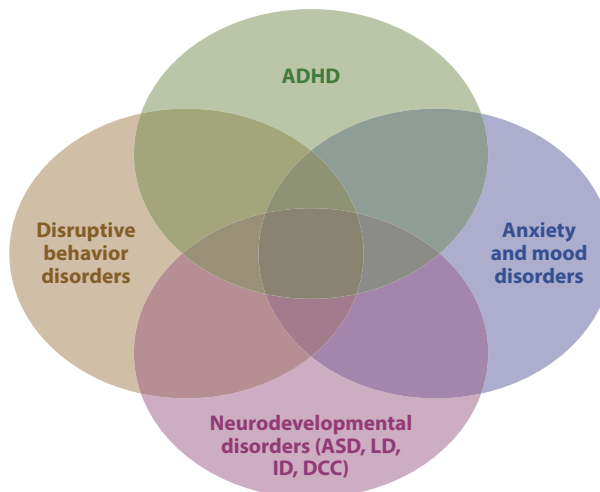 ADHD
Disruptive
behavior
disorders
Anxiety
and mood
disorders
Neurodevelopmental
disorders (ASD, LD,
ID, DCC)